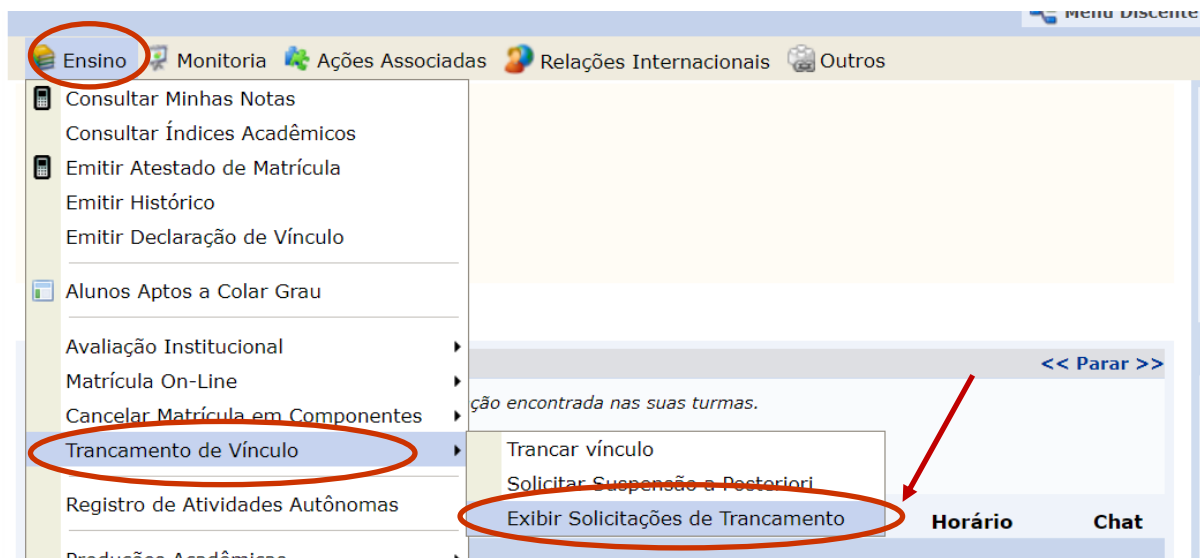 Menu Discente
Ensino Monitoria Ações Associadas Relações Internacionais Outros
Consultar Minhas Notas
Consultar Índices Acadêmicos
Emitir Atestado de Matrícula
Emitir Histórico
Emitir Declaração de Vínculo
Alunos Aptos a Colar Grau
Avaliação Institucional
<< Parar >>
Matrícula On-Line
Cancelar Matrícula em Componentes
ção encontrada nas suas turmas.
Trancamento de Vínculo
Trancar vínculo
Solicitar Suspensão a Posteriori
Registro de Atividades Autônomas
Exibir Solicitações de Trancamento
Horário Chat
Produções Acadêmicas